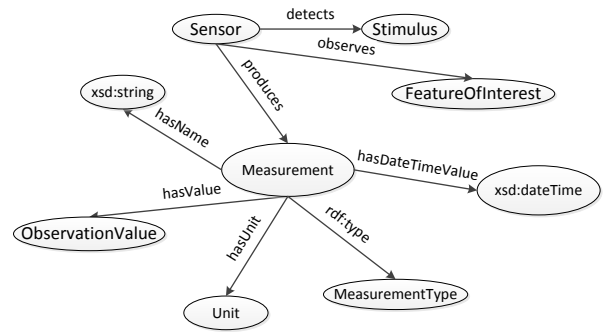 detects
Sensor
Stimulus
observes
produces
FeatureOfInterest
xsd:string
hasName
Measurement
hasDateTimeValue
xsd:dateTime
hasValue
ObservationValue
hasUnit
rdf:type
MeasurementType
Unit